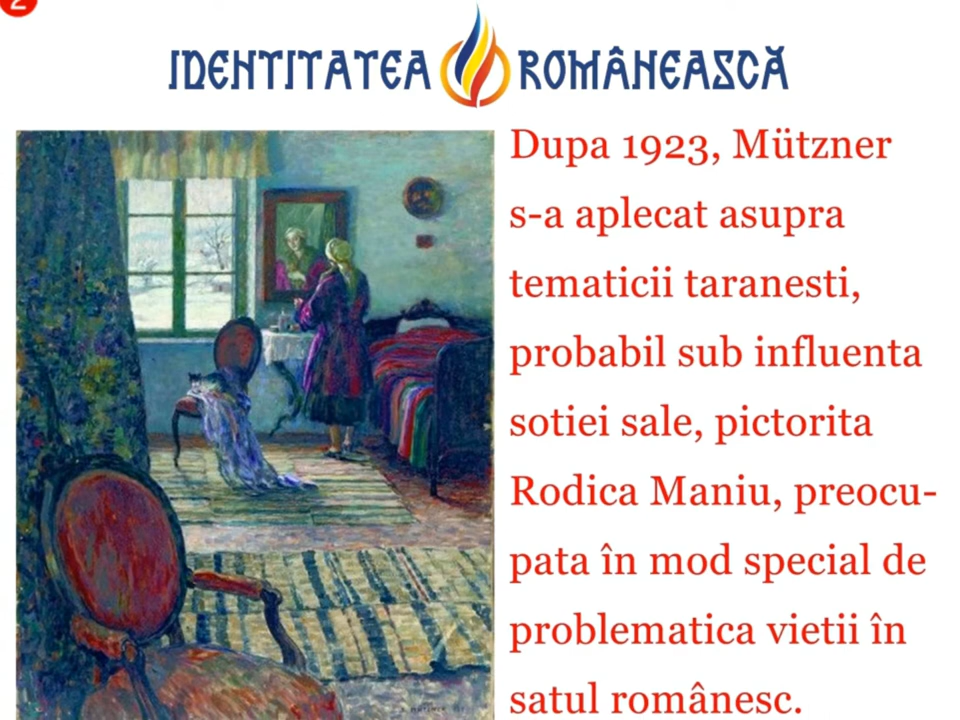 2
IDENTITATEA ROMÂNEASCĂ
Dupa 1923, Mützner
s-a aplecat asupra
tematicii taranesti,
probabil sub influenta
sotiei sale, pictorita
Rodica Maniu, preocu-
pata în mod special de
problematica vietii în
satul românesc.